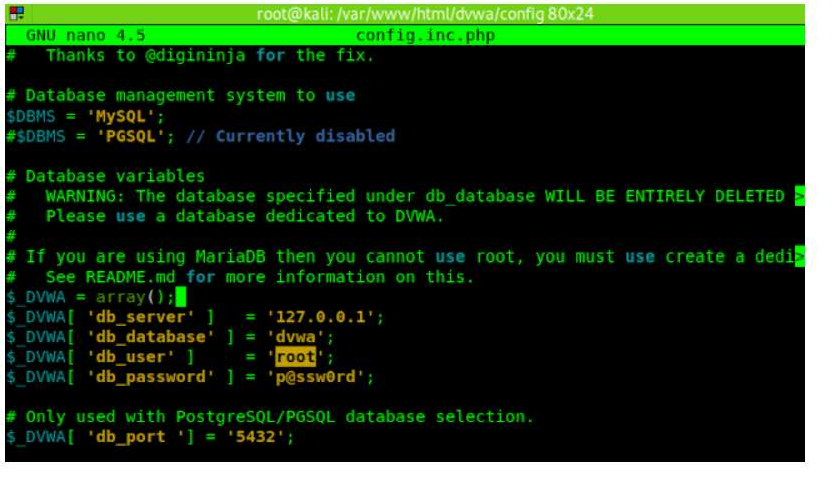 root@kali: /var/www/html/dvwa/config 80x24
GNU nano 4.5 config.inc.php
#   Thanks to @digininja for the fix.
# Database management system to use
$DBMS = 'MySQL';
#$DBMS = 'PGSQL'; // Currently disabled
# Database variables
#   WARNING: The database specified under db_database WILL BE ENTIRELY DELETED >
#   Please use a database dedicated to DVWA.
#
# If you are using MariaDB then you cannot use root, you must use create a dedi>
#   See README.md for more information on this.
$_DVWA = array();
$_DVWA[ 'db_server' ]   = '127.0.0.1';
$_DVWA[ 'db_database' ] = 'dvwa';
$_DVWA[ 'db_user' ]     = 'root';
$_DVWA[ 'db_password' ] = 'p@ssw0rd';
# Only used with PostgreSQL/PGSQL database selection.
$_DVWA[ 'db_port '] = '5432';